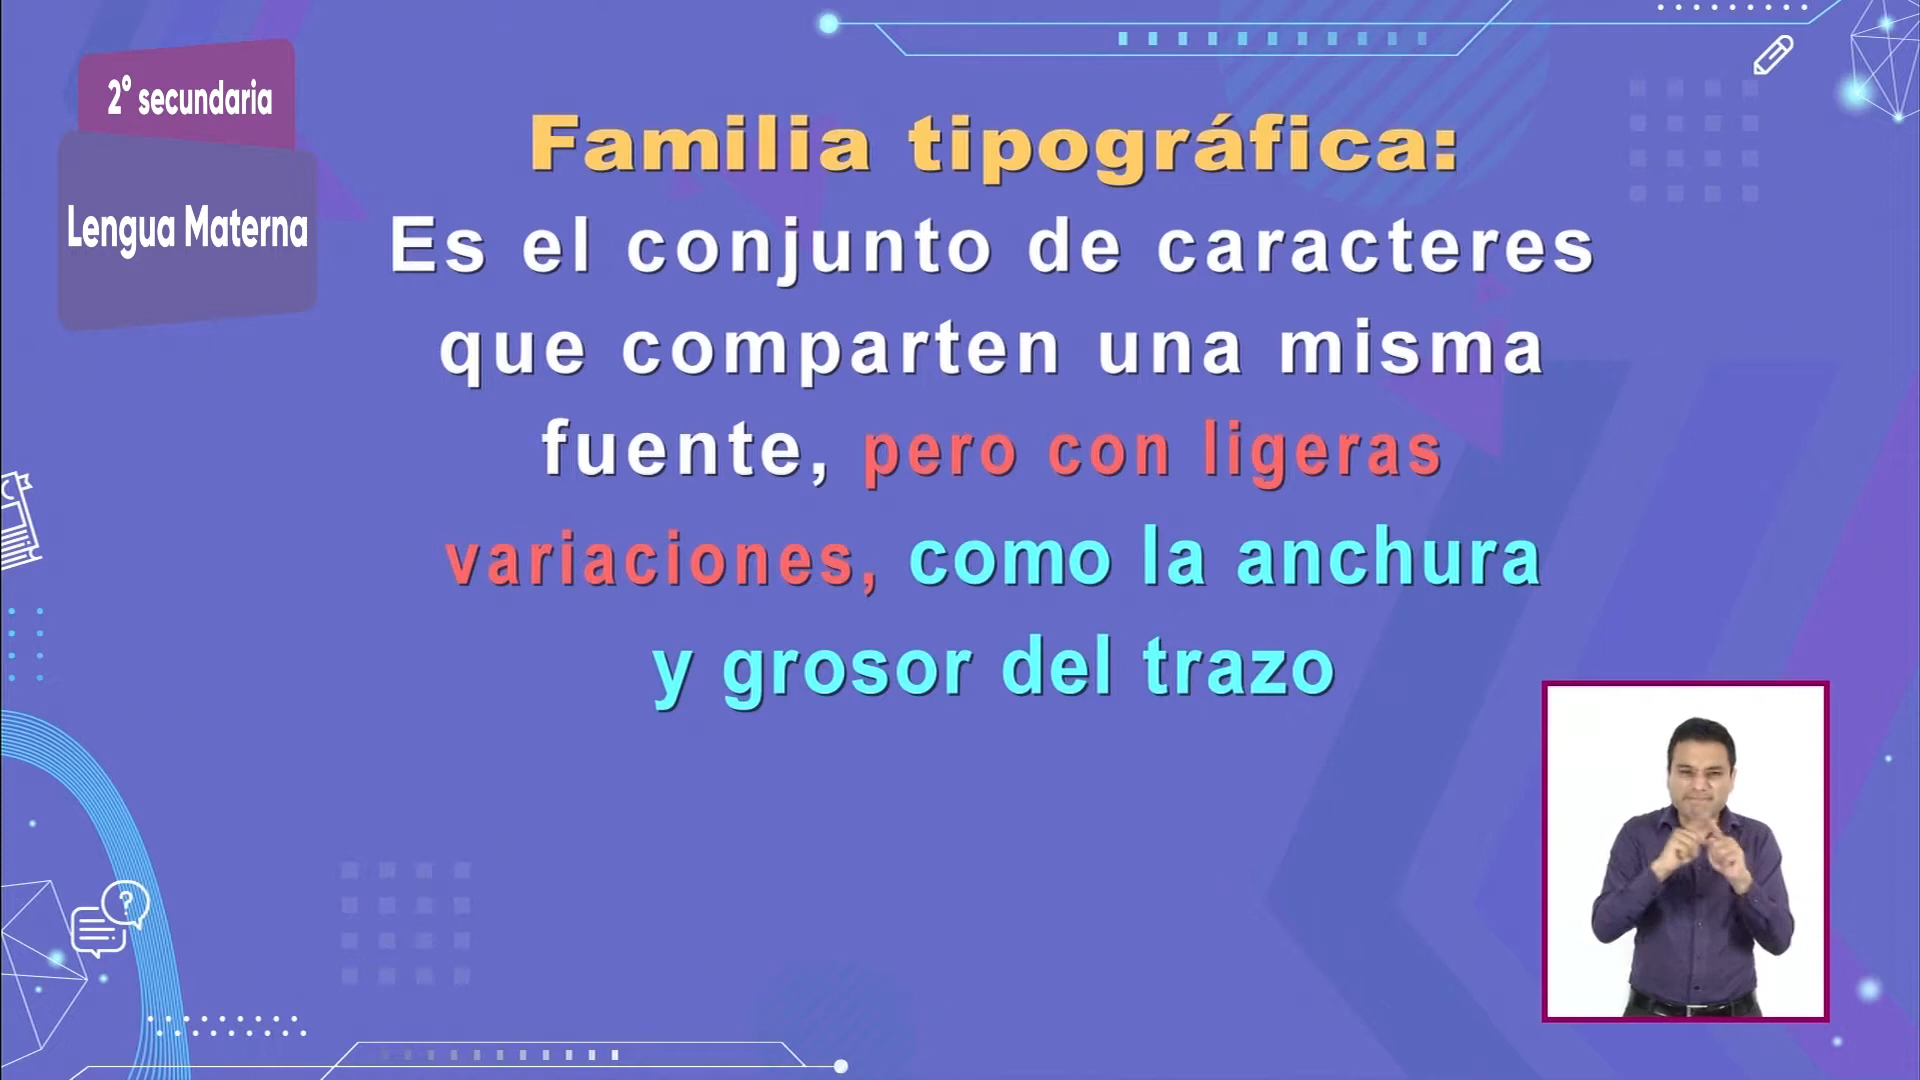 2° secundaria
Lengua Materna
Familia tipográfica:
Es el conjunto de caracteres
que comparten una misma
fuente, pero con ligeras
variaciones, como la anchura
y grosor del trazo